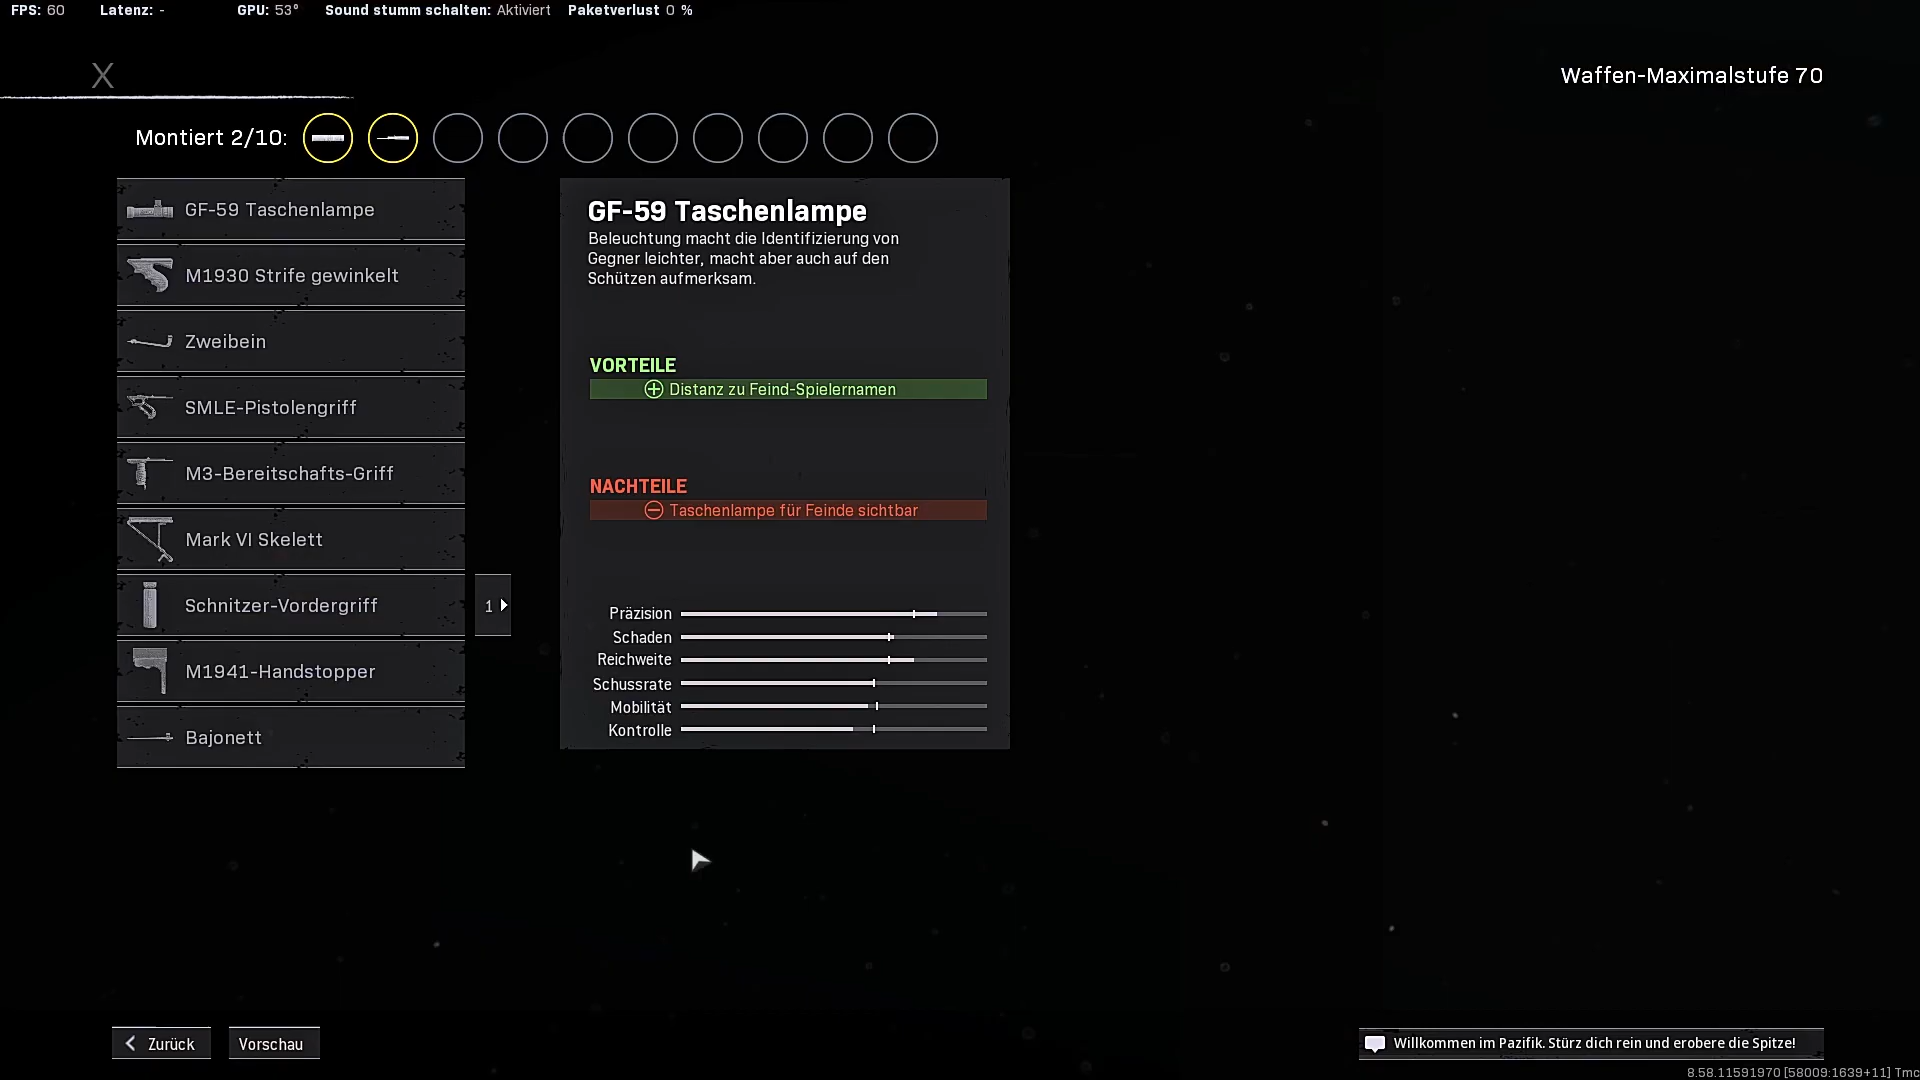 FPS: 60 Latenz: - GPU: 53° Sound stumm schalten: Aktiviert Paketverlust 0 %
X
Waffen-Maximalstufe 70
Montiert 2/10:
GF-59 Taschenlampe
M1930 Strife gewinkelt
Zweibein
SMLE-Pistolengriff
M3-Bereitschafts-Griff
Mark VI Skelett
Schnitzer-Vordergriff
1
M1941-Handstopper
Bajonett
GF-59 Taschenlampe
Beleuchtung macht die Identifizierung von
Gegner leichter, macht aber auch auf den
Schützen aufmerksam.
VORTEILE
Distanz zu Feind-Spielernamen
NACHTEILE
Taschenlampe für Feinde sichtbar
Präzision
Schaden
Reichweite
Schussrate
Mobilität
Kontrolle
Zurück
Vorschau
Willkommen im Pazifik. Stürz dich rein und erobere die Spitze!
8.58.11591970 [58009:1639+11] Tmc